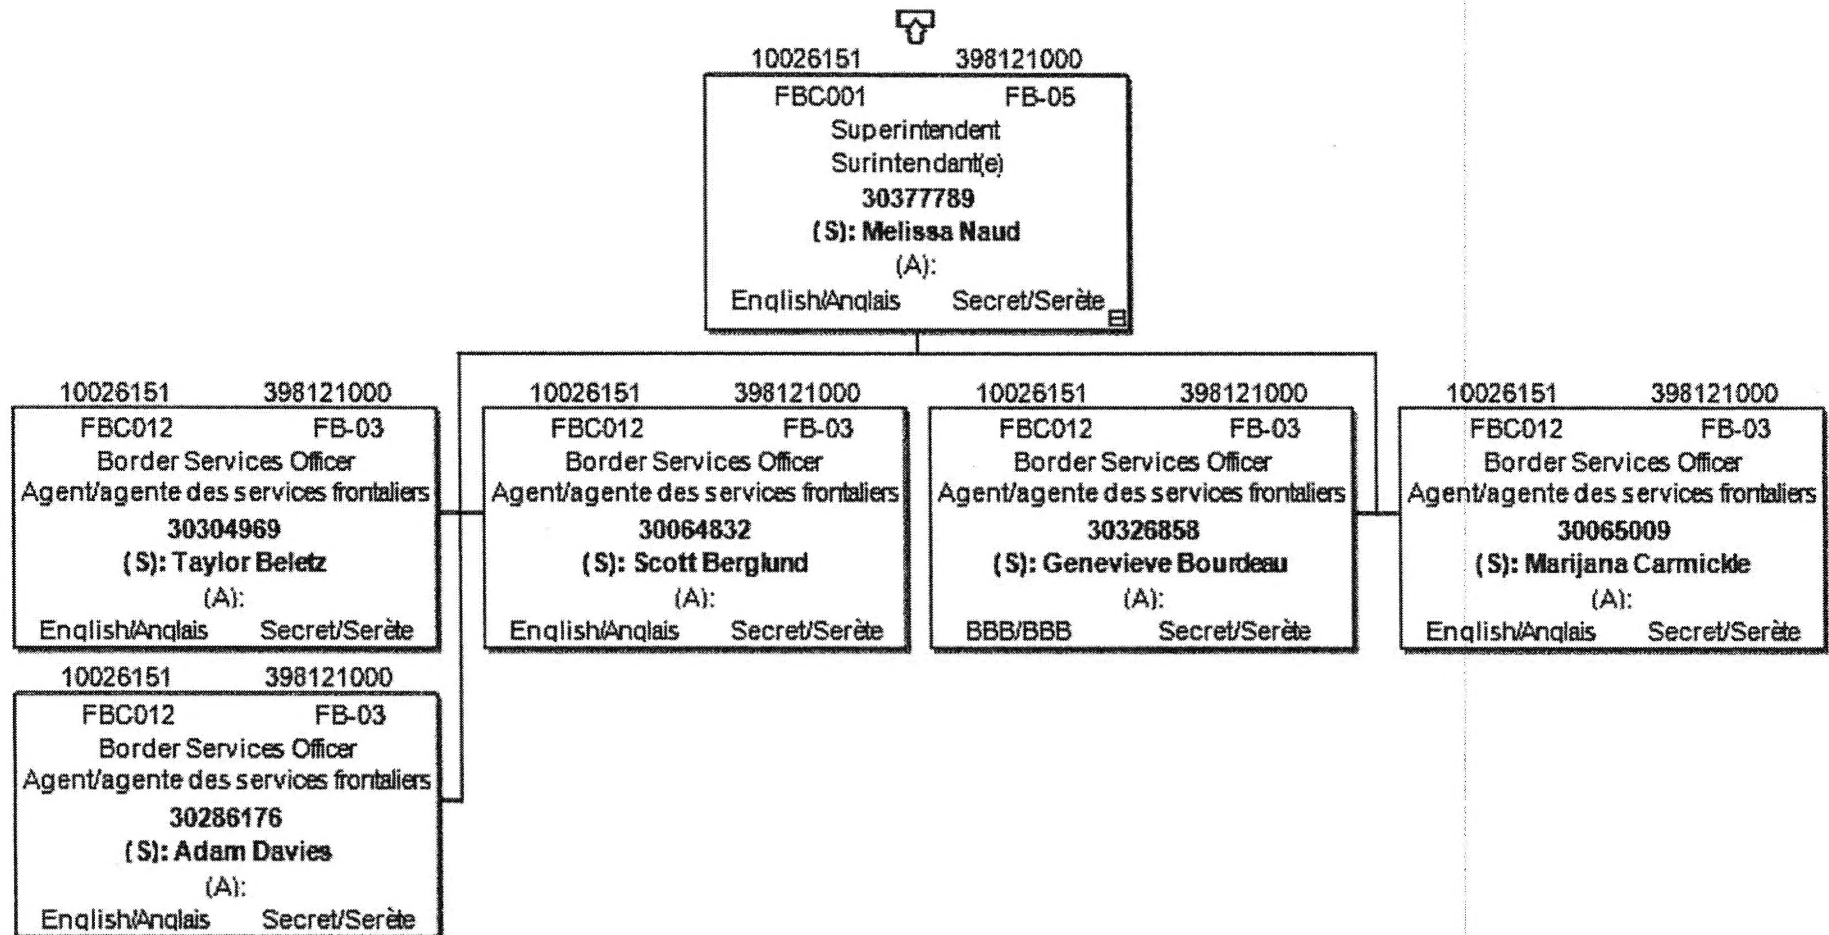 10026151 398121000
FBC001 FB-05
Superintendent
Surintendant(e)
30377789
(S): Melissa Naud
(A):
English/Anglais Secret/Serète
10026151 398121000
FBC012 FB-03
Border Services Officer
Agent/agente des services frontaliers
30304969
(S): Taylor Beletz
(A):
English/Anglais Secret/Serète
10026151 398121000
FBC012 FB-03
Border Services Officer
Agent/agente des services frontaliers
30064832
(S): Scott Berglund
(A):
English/Anglais Secret/Serète
10026151 398121000
FBC012 FB-03
Border Services Officer
Agent/agente des services frontaliers
30326858
(S): Genevieve Bourdeau
(A):
BBB/BBB Secret/Serète
10026151 398121000
FBC012 FB-03
Border Services Officer
Agent/agente des services frontaliers
30065009
(S): Marijana Carmickle
(A):
English/Anglais Secret/Serète
10026151 398121000
FBC012 FB-03
Border Services Officer
Agent/agente des services frontaliers
30286176
(S): Adam Davies
(A):
English/Anglais Secret/Serète